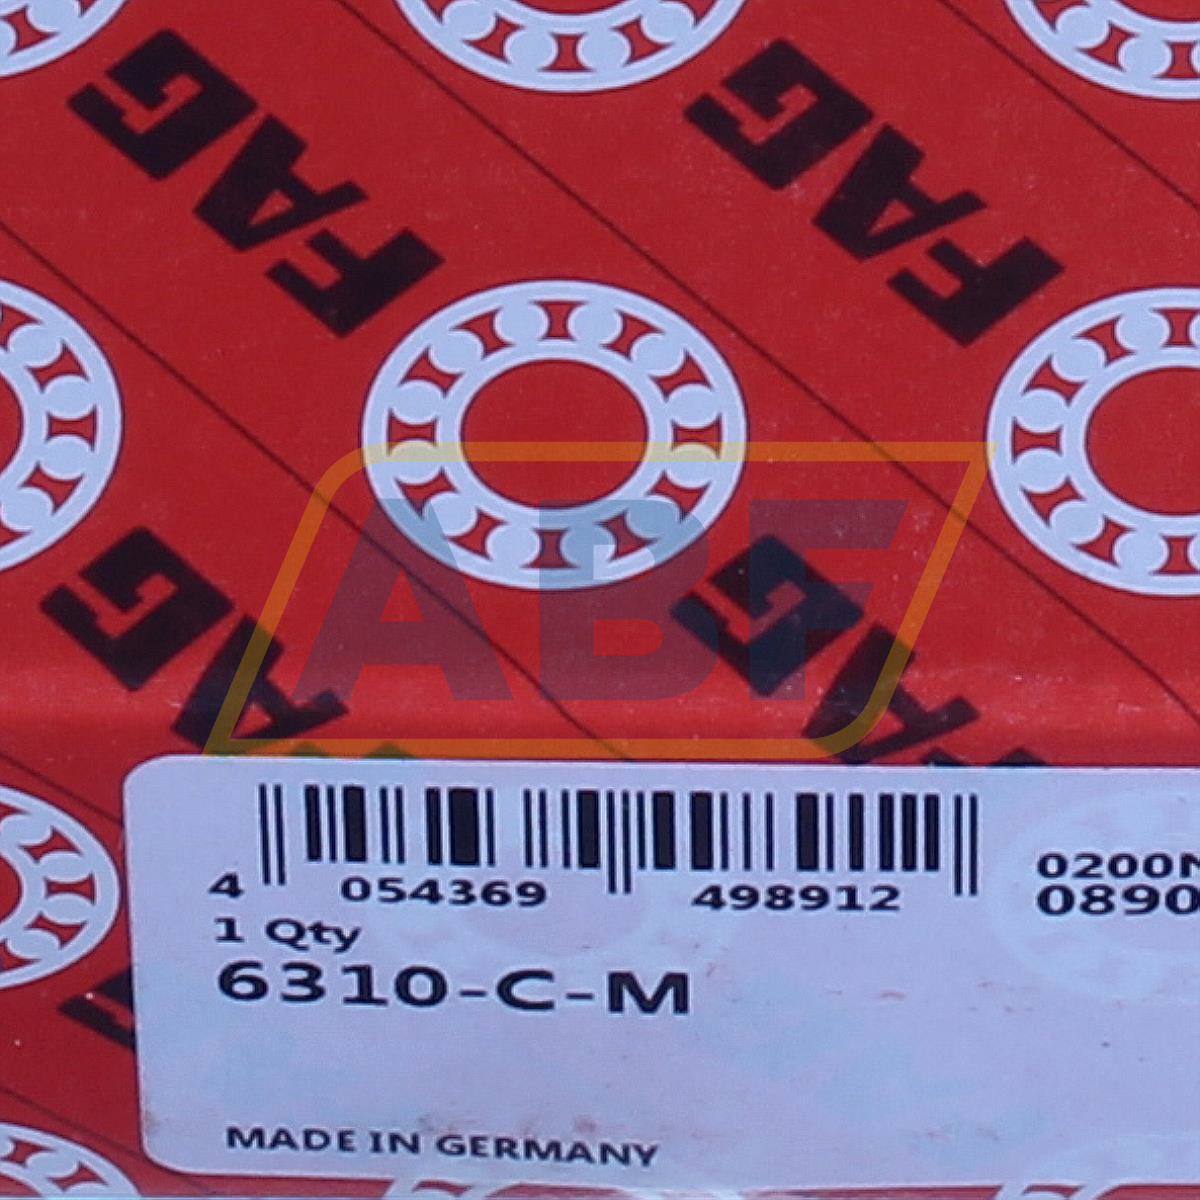 FAG
FAG
FAG
FAG
ABF
4 054369 498912
0200N
0890
1 Qty
6310-C-M
MADE IN GERMANY